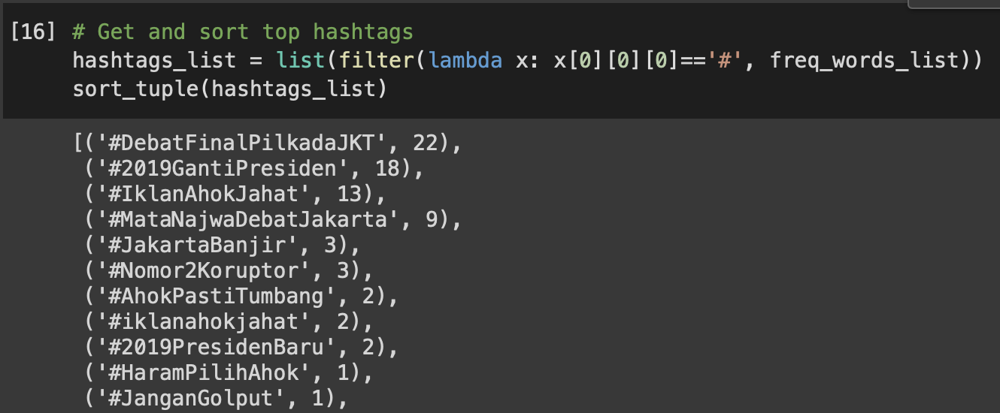 [16] # Get and sort top hashtags
hashtags_list = list(filter(lambda x: x[0][0][0]=='#', freq_words_list))
sort_tuple(hashtags_list)
[('#DebatFinalPilkadaJKT', 22),
('#2019GantiPresiden', 18),
('#IklanAhokJahat', 13),
('#MataNajwaDebatJakarta', 9),
('#JakartaBanjir', 3),
('#Nomor2Koruptor', 3),
('#AhokPastiTumbang', 2),
('#iklanahokjahat', 2),
('#2019PresidenBaru', 2),
('#HaramPilihAhok', 1),
('#JanganGolput', 1),